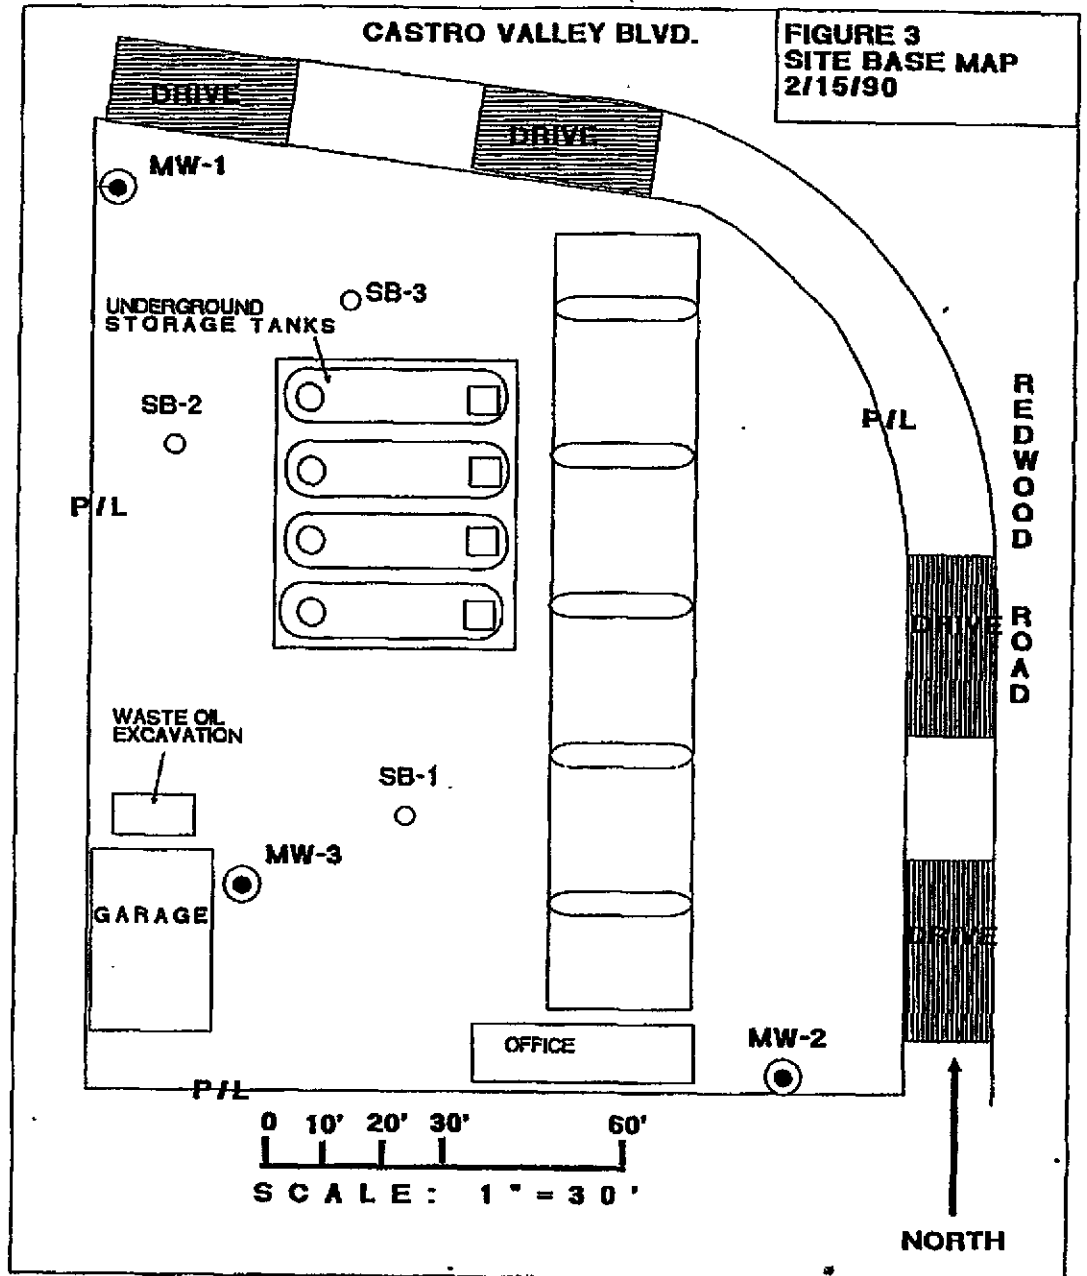 CASTRO VALLEY BLVD.
FIGURE 3
SITE BASE MAP
2/15/90
DRIVE
DRIVE
MW-1
SB-3
UNDERGROUND
STORAGE TANKS
SB-2
P/L
P/L
REDWOOD ROAD
DRIVE
WASTE OIL
EXCAVATION
SB-1
MW-3
GARAGE
DRIVE
OFFICE
MW-2
P/L
0 10' 20' 30' 60'
SCALE: 1"=30'
NORTH